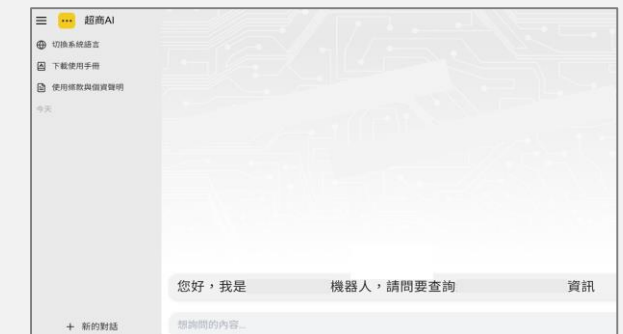 超商AI
切換系統語言
下載使用手冊
使用條款與個資聲明
今天
您好，我是 機器人，請問要查詢 資訊
想詢問的內容...
+ 新的對話